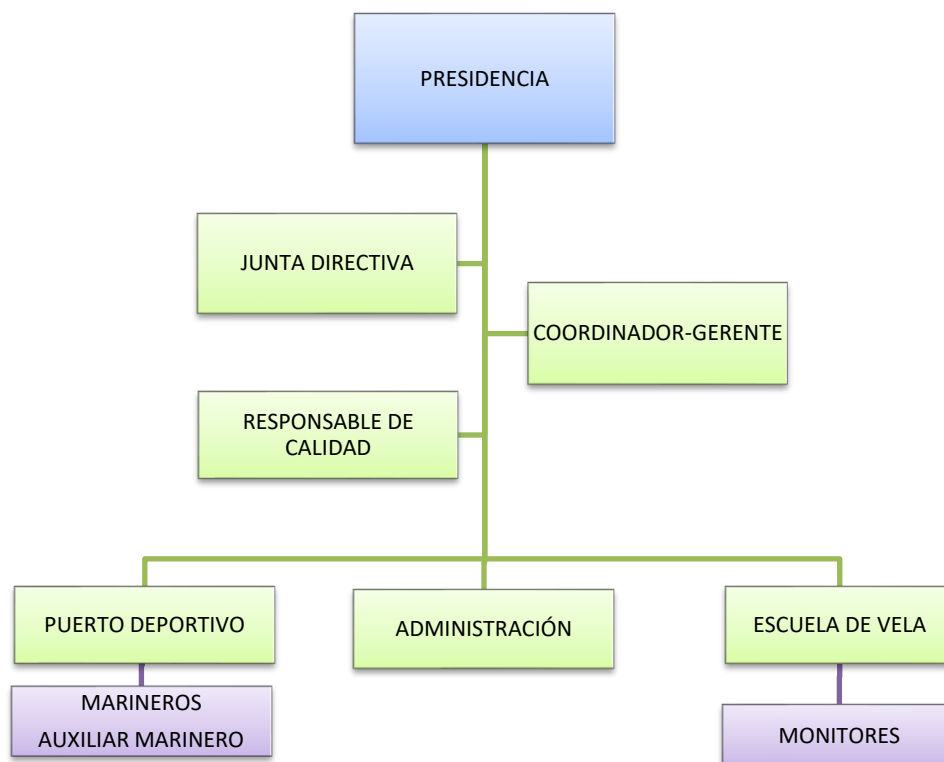 PRESIDENCIA
JUNTA DIRECTIVA
COORDINADOR-GERENTE
RESPONSABLE DE
CALIDAD
PUERTO DEPORTIVO
ADMINISTRACIÓN
ESCUELA DE VELA
MARINEROS
AUXILIAR MARINERO
MONITORES